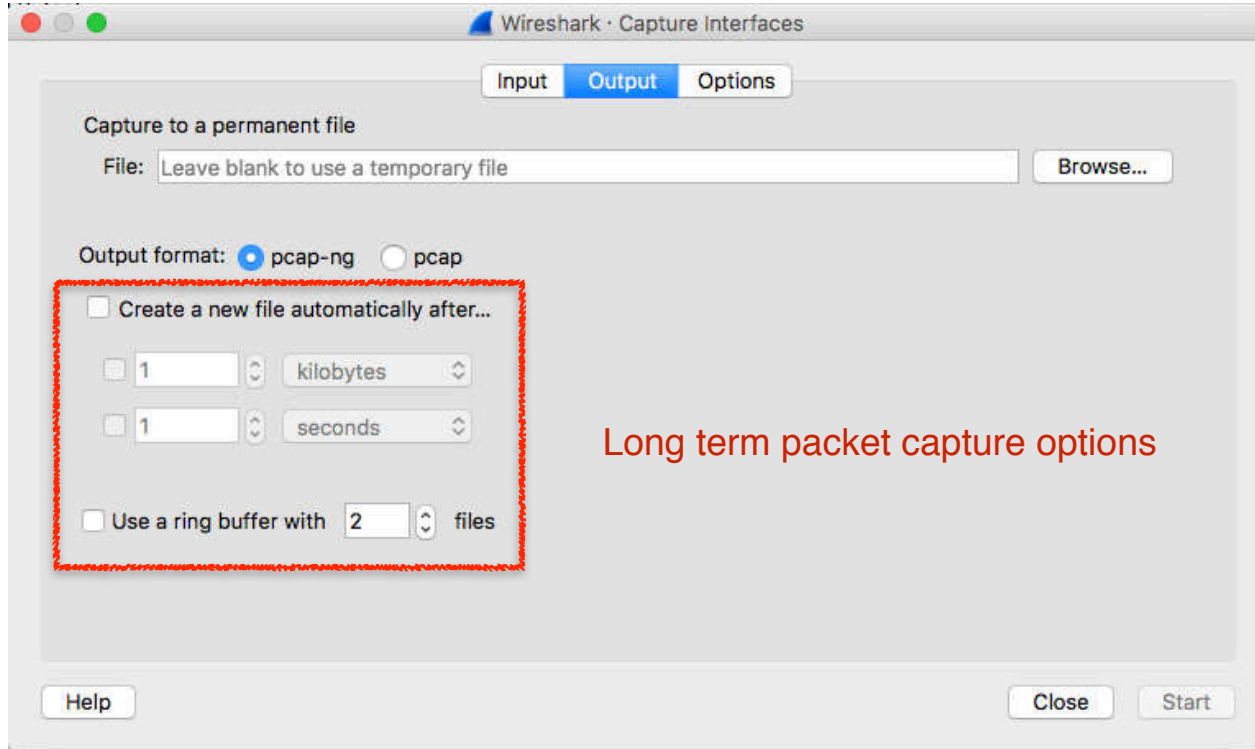 Wireshark · Capture Interfaces
Input Output Options
Capture to a permanent file
File: Leave blank to use a temporary file Browse...
Output format: pcap-ng pcap
Create a new file automatically after...
1 kilobytes
1 seconds
Long term packet capture options
Use a ring buffer with 2 files
Help Close Start